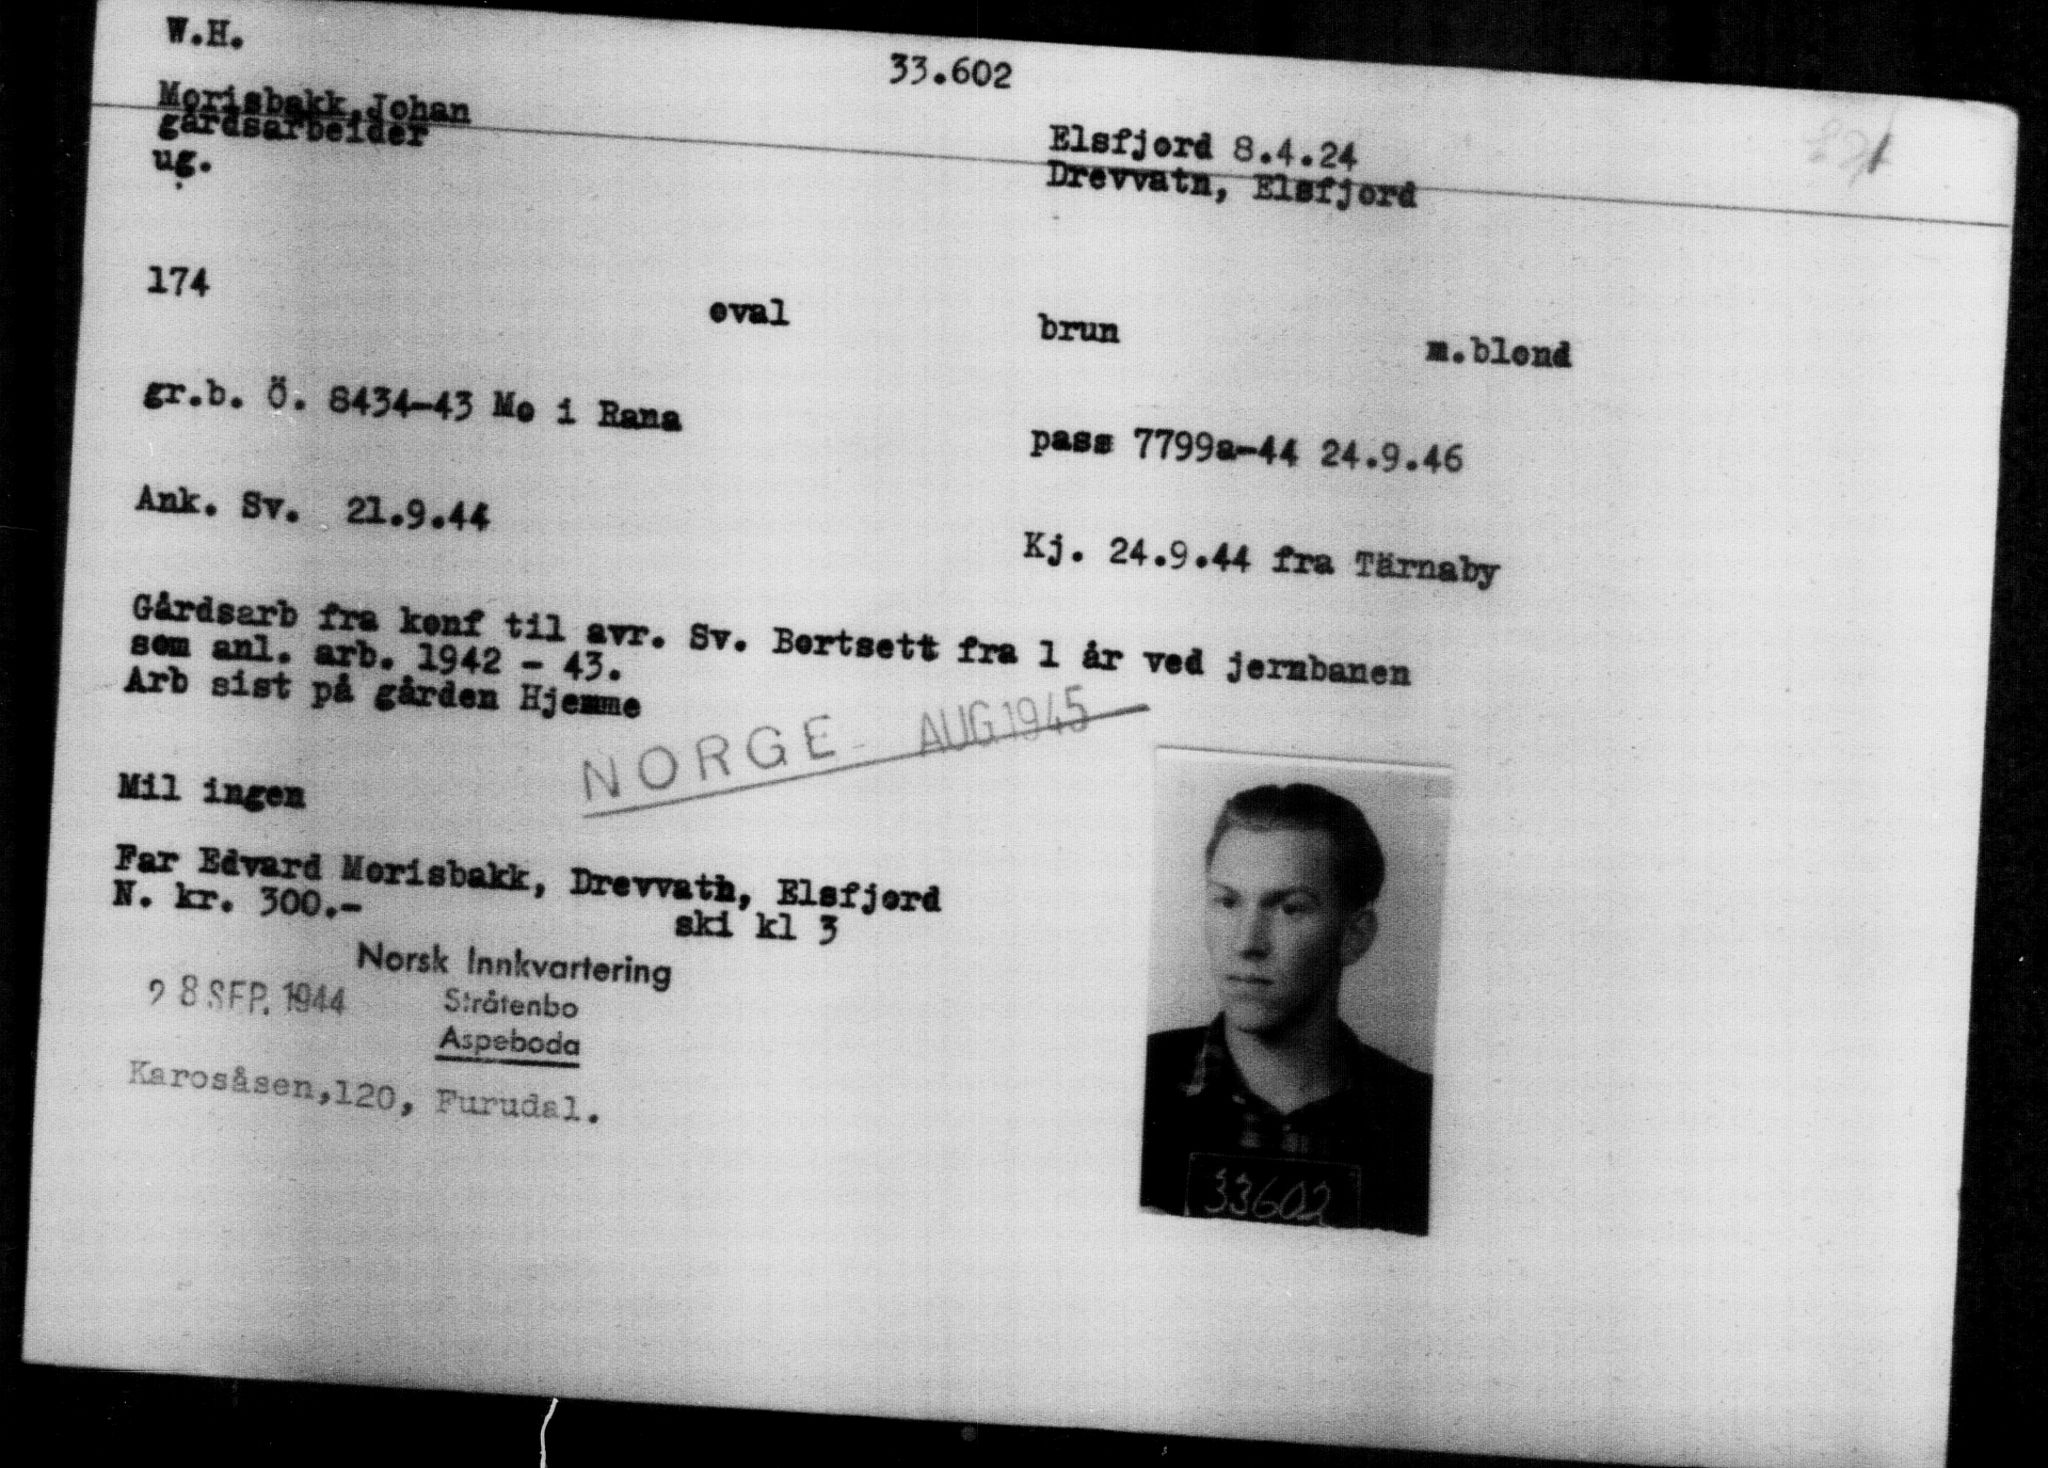 W.H.
33.602
Morisbakk, Johan
gårdsarbeider
ug.
Elsfjord 8.4.24
Drevvatn, Elsfjord
174
oval
brun
m.blond
gr.b. Ö. 8434-43 Mo i Rana
pass 7799a-44 24.9.46
Ank. Sv. 21.9.44
Kj. 24.9.44 fra Tärnaby
Gårdsarb fra konf til avr. Sv. Bortsett fra 1 år ved jernbanen
som anl. arb. 1942 - 43.
Arb sist på gården Hjemme
NORGE - AUG. 1945
Mil ingen
Far Edvard Morisbakk, Drevvatn, Elsfjord
N. kr. 300.-
ski kl 3
Norsk Innkvartering
28 SEP. 1944
Stråtenbo
Aspeboda
Karosåsen,120, Furudal.
33602